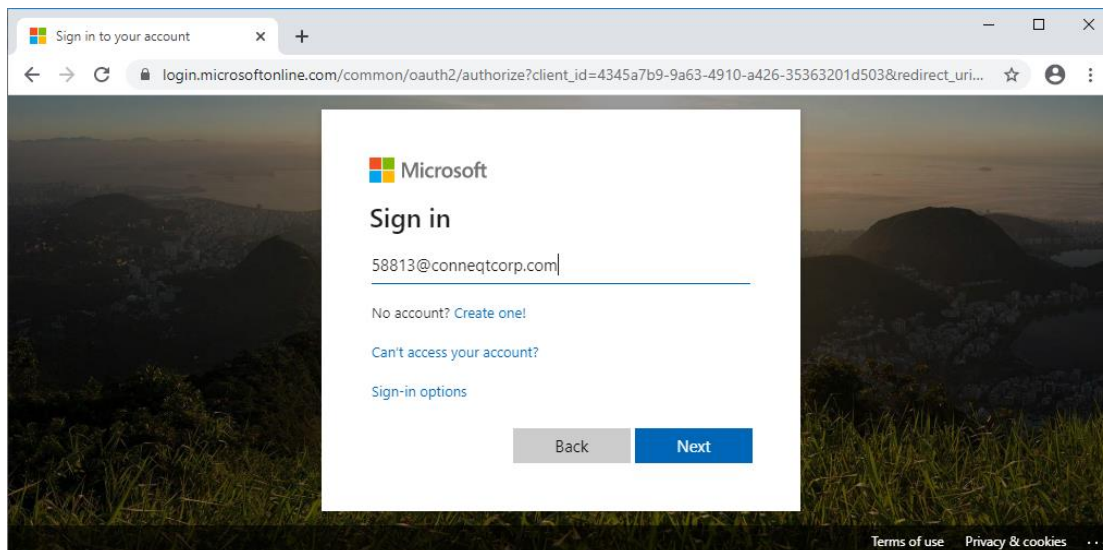 Sign in to your account
login.microsoftonline.com/common/oauth2/authorize?client_id=4345a7b9-9a63-4910-a426-35363201d503&redirect_uri...
Microsoft
Sign in
58813@conneqtcorp.com
No account? Create one!
Can't access your account?
Sign-in options
Back Next
Terms of use Privacy & cookies ..